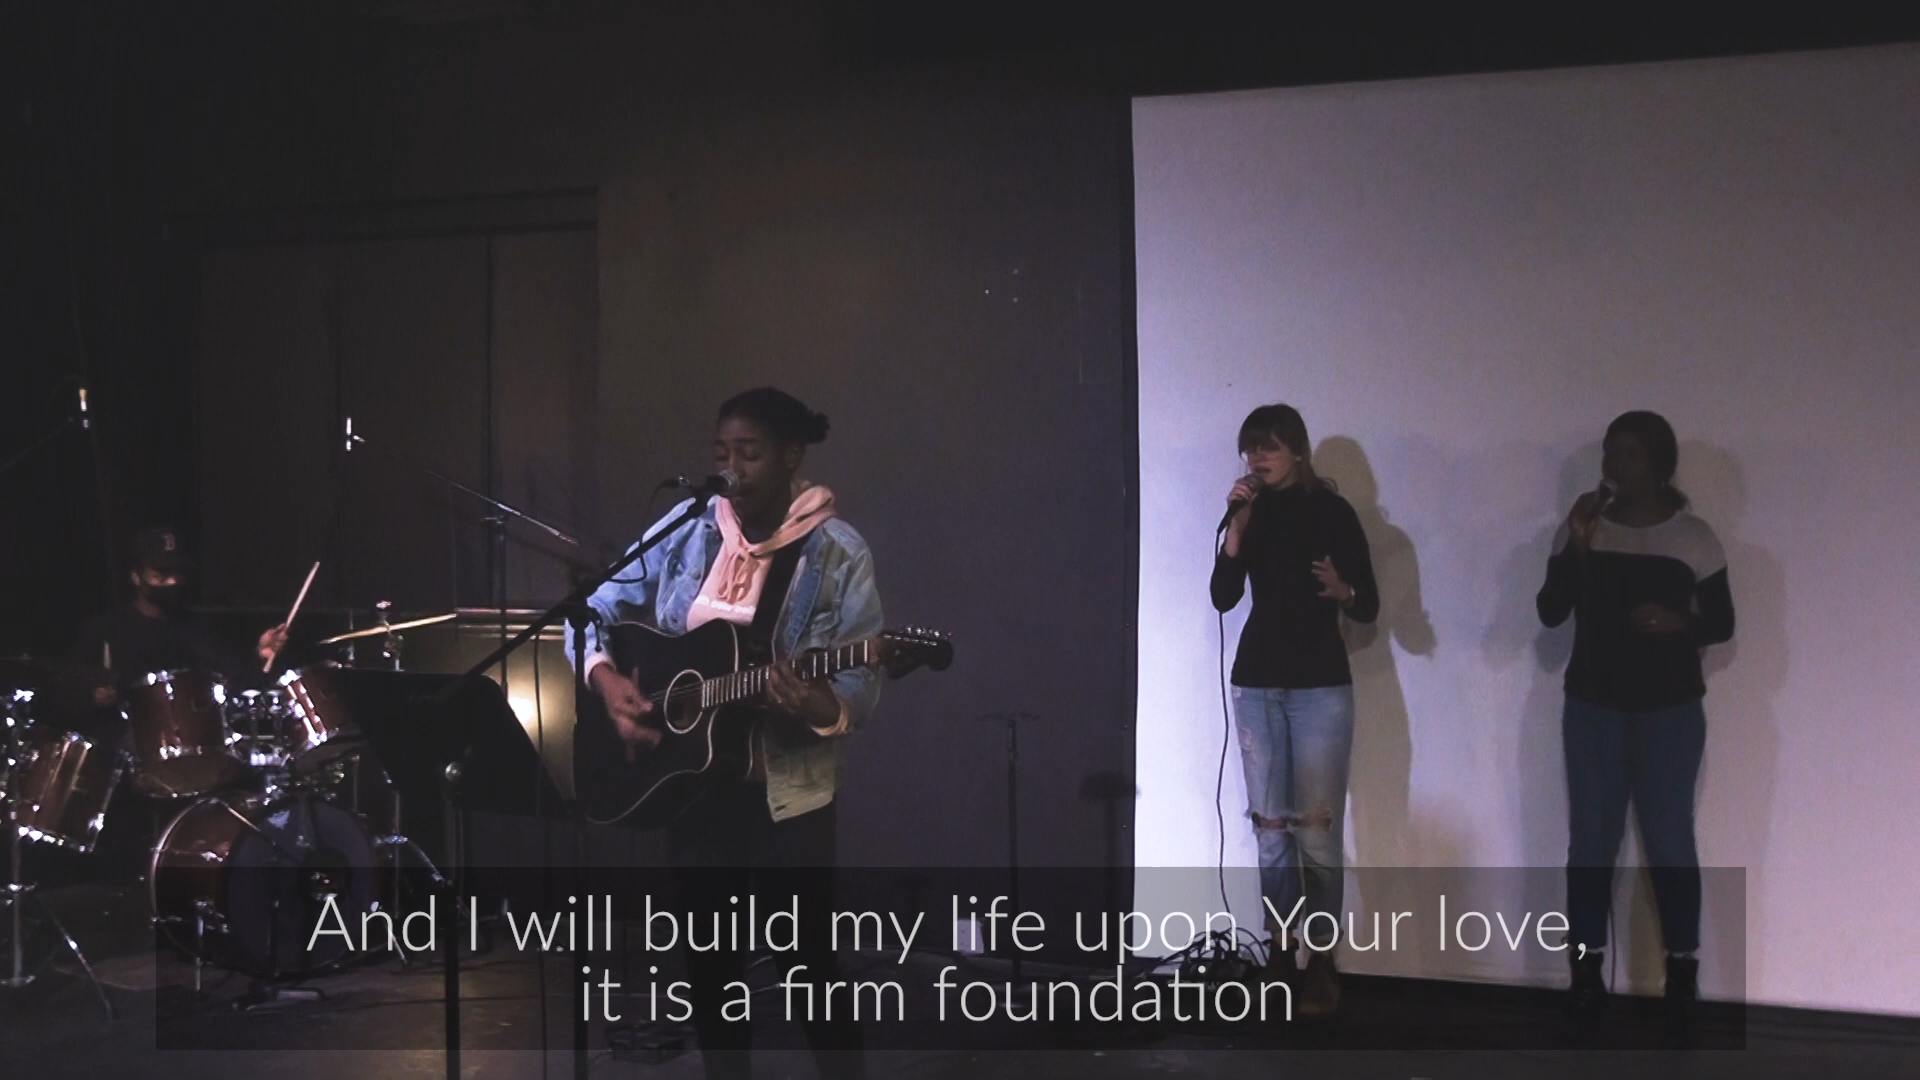 B
And I will build my life upon Your love,
it is a firm foundation